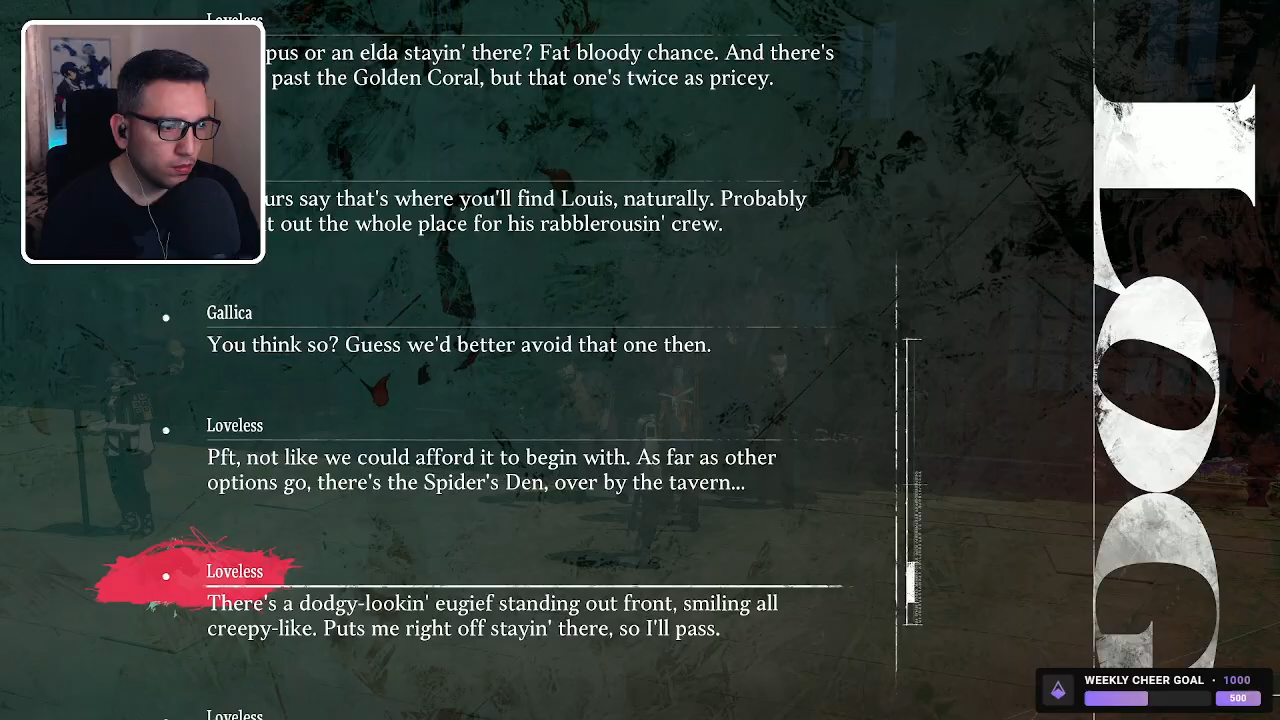 Loveless
pus or an elda stayin' there? Fat bloody chance. And there's
past the Golden Coral, but that one's twice as pricey.
urs say that's where you'll find Louis, naturally. Probably
t out the whole place for his rabblerousin' crew.
Gallica
You think so? Guess we'd better avoid that one then.
Loveless
Pft, not like we could afford it to begin with. As far as other
options go, there's the Spider's Den, over by the tavern...
Loveless
There's a dodgy-lookin' eugief standing out front, smiling all
creepy-like. Puts me right off stayin' there, so I'll pass.
Loveless
LOG
WEEKLY CHEER GOAL · 1000
500